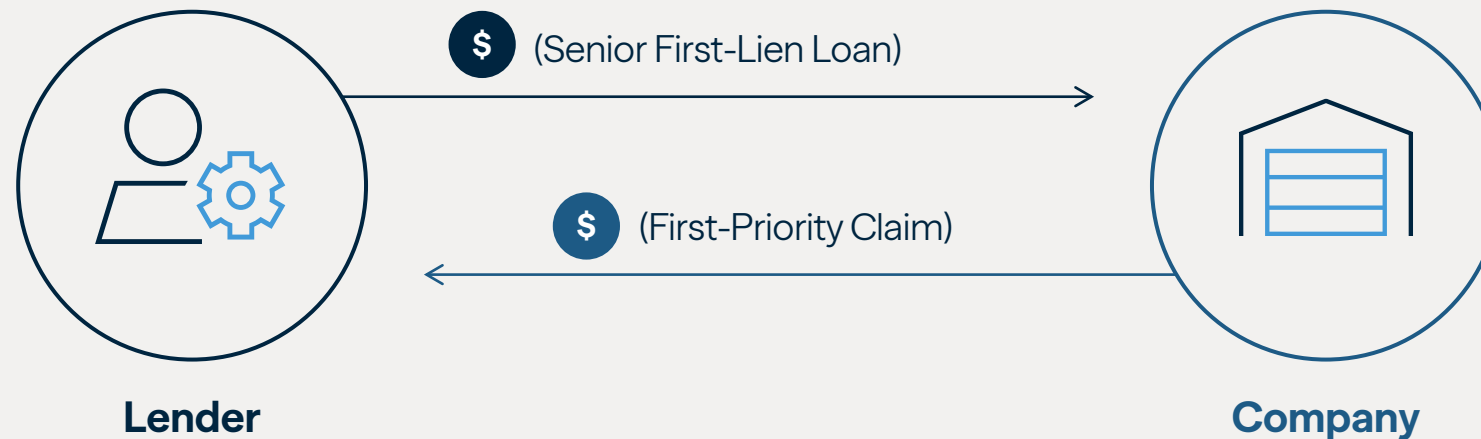 $ (Senior First-Lien Loan)
$ (First-Priority Claim)
Lender
Company